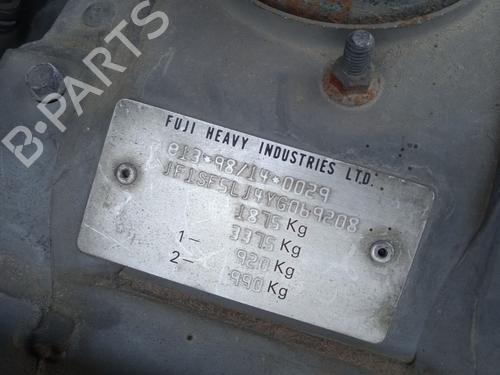 B-PARTS
FUJI HEAVY INDUSTRIES LTD.
e13*98/14*0029
JF1SF5LJ4YG069208
1875 Kg
3375 Kg
1- 920 Kg
2- 990 Kg